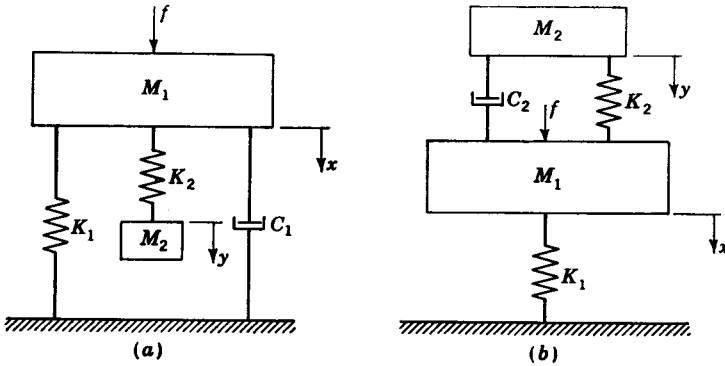 f
M₁
x
K₂
K₁
M₂
y
C₁
(a)
M₂
y
C₂
f
K₂
M₁
x
K₁
(b)